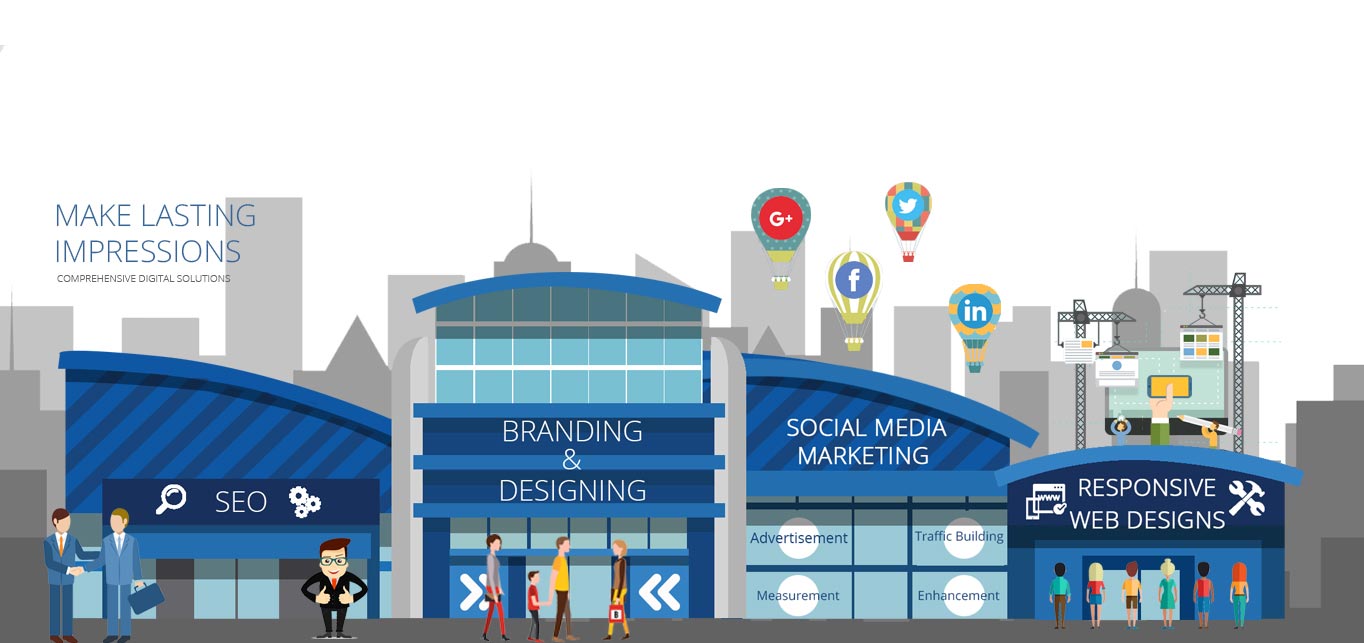 MAKE LASTING
IMPRESSIONS
COMPREHENSIVE DIGITAL SOLUTIONS
G+
f
in
SEO
BRANDING
&
DESIGNING
SOCIAL MEDIA
MARKETING
Advertisement
Traffic Building
Measurement
Enhancement
WWW
RESPONSIVE
WEB DESIGNS